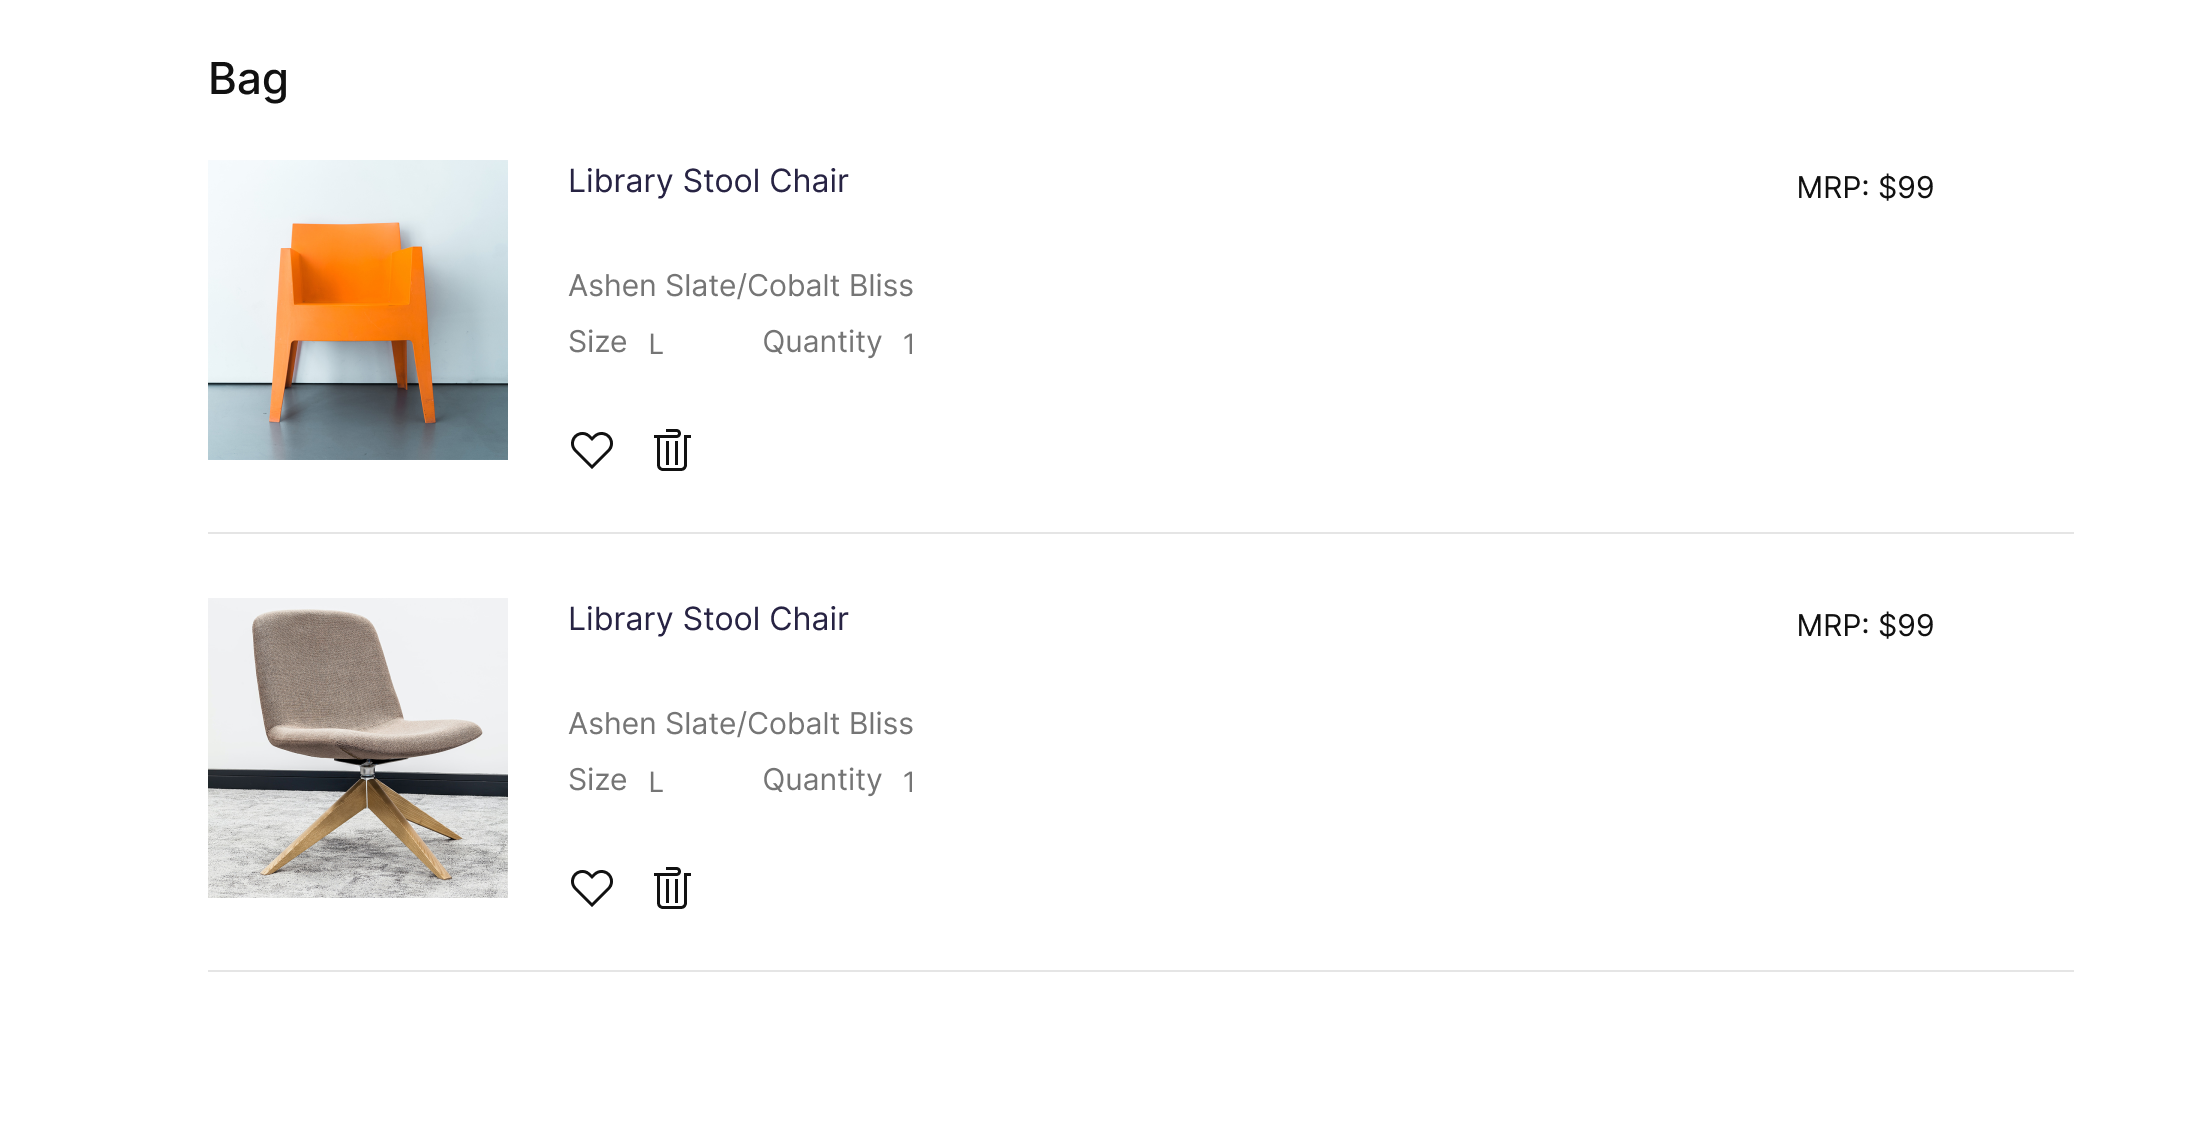 Bag
Library Stool Chair
MRP: $99
Ashen Slate/Cobalt Bliss
Size L Quantity 1
Library Stool Chair
MRP: $99
Ashen Slate/Cobalt Bliss
Size L Quantity 1